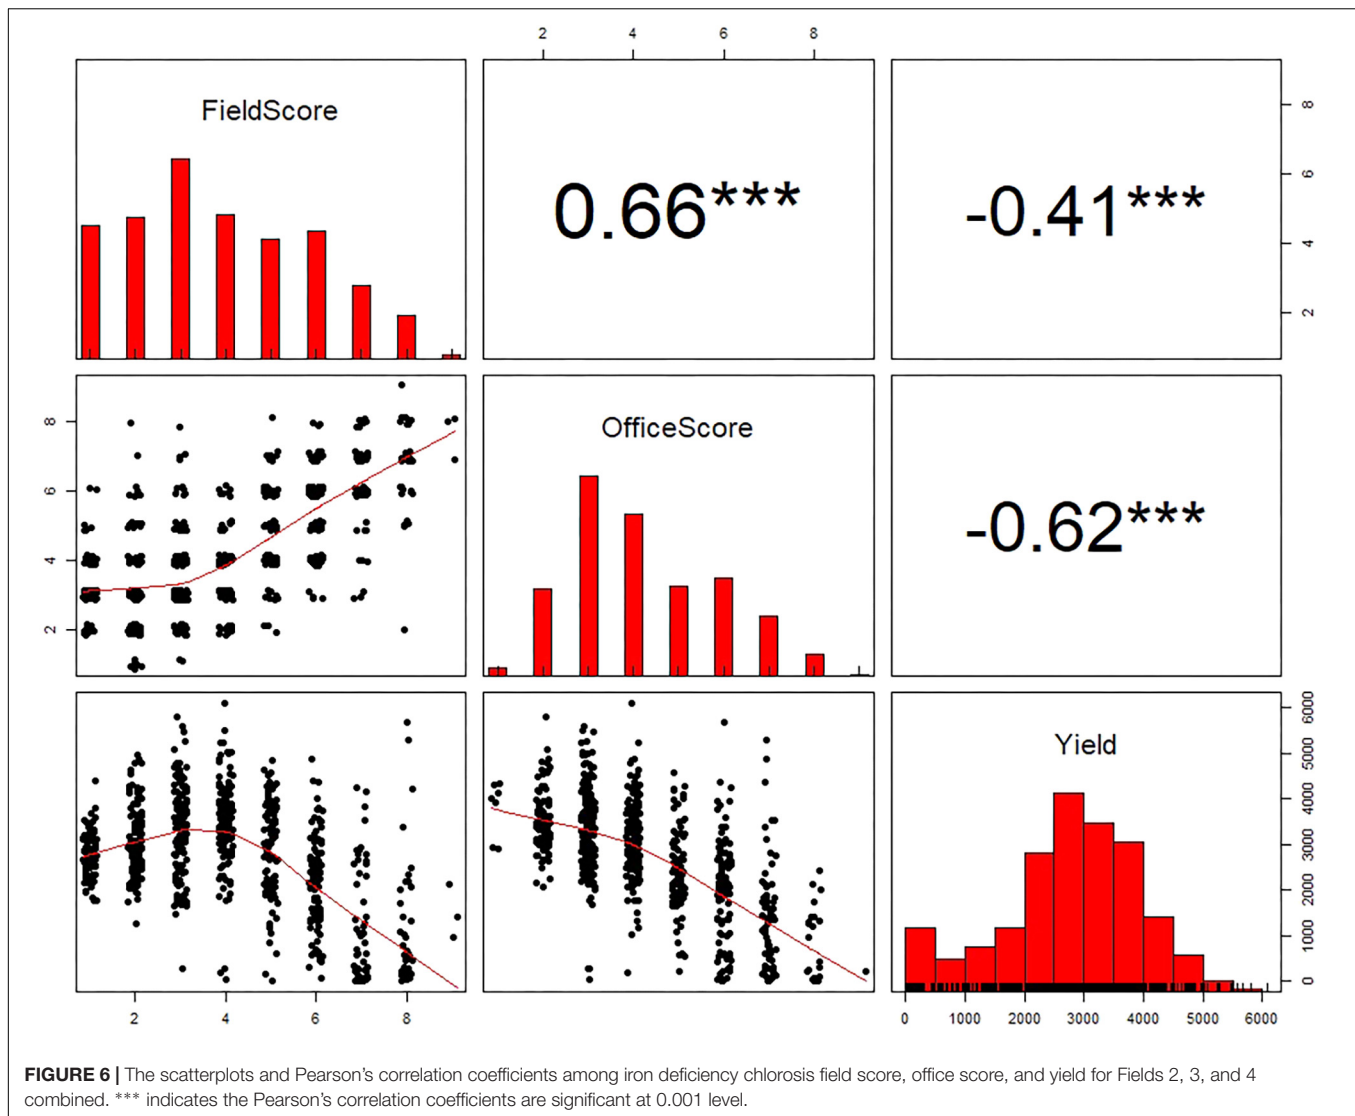 2 4 6 8
FieldScore
0.66***
-0.41***
8
6
4
2
8
6
4
2
OfficeScore
-0.62***
Yield
6000
5000
4000
3000
2000
1000
0
2 4 6 8
0 1000 2000 3000 4000 5000 6000
FIGURE 6 | The scatterplots and Pearson's correlation coefficients among iron deficiency chlorosis field score, office score, and yield for Fields 2, 3, and 4
combined. *** indicates the Pearson's correlation coefficients are significant at 0.001 level.